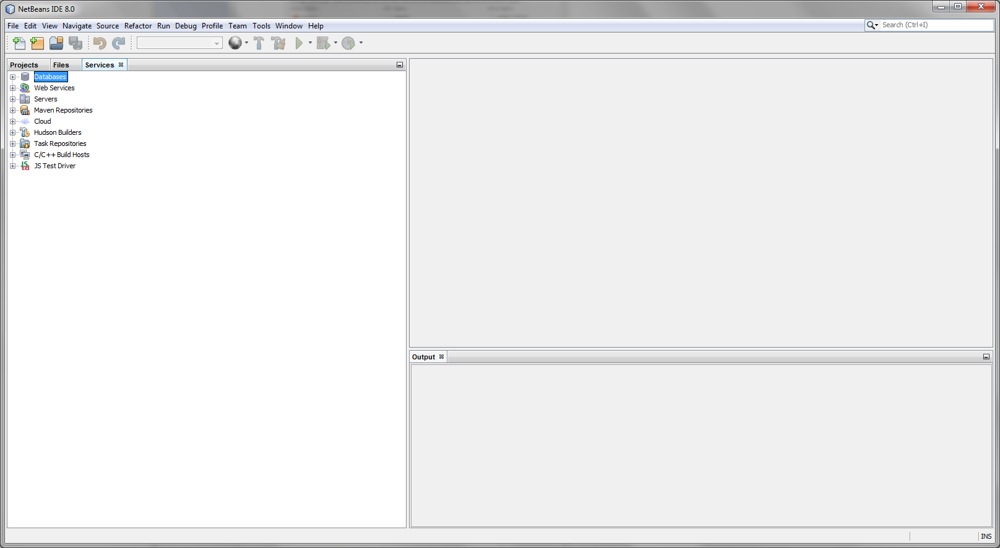 NetBeans IDE 8.0
File Edit View Navigate Source Refactor Run Debug Profile Team Tools Window Help
Search (Ctrl+I)
Projects Files Services
Databases
Web Services
Servers
Maven Repositories
Cloud
Hudson Builders
Task Repositories
C/C++ Build Hosts
JS Test Driver
Output
INS